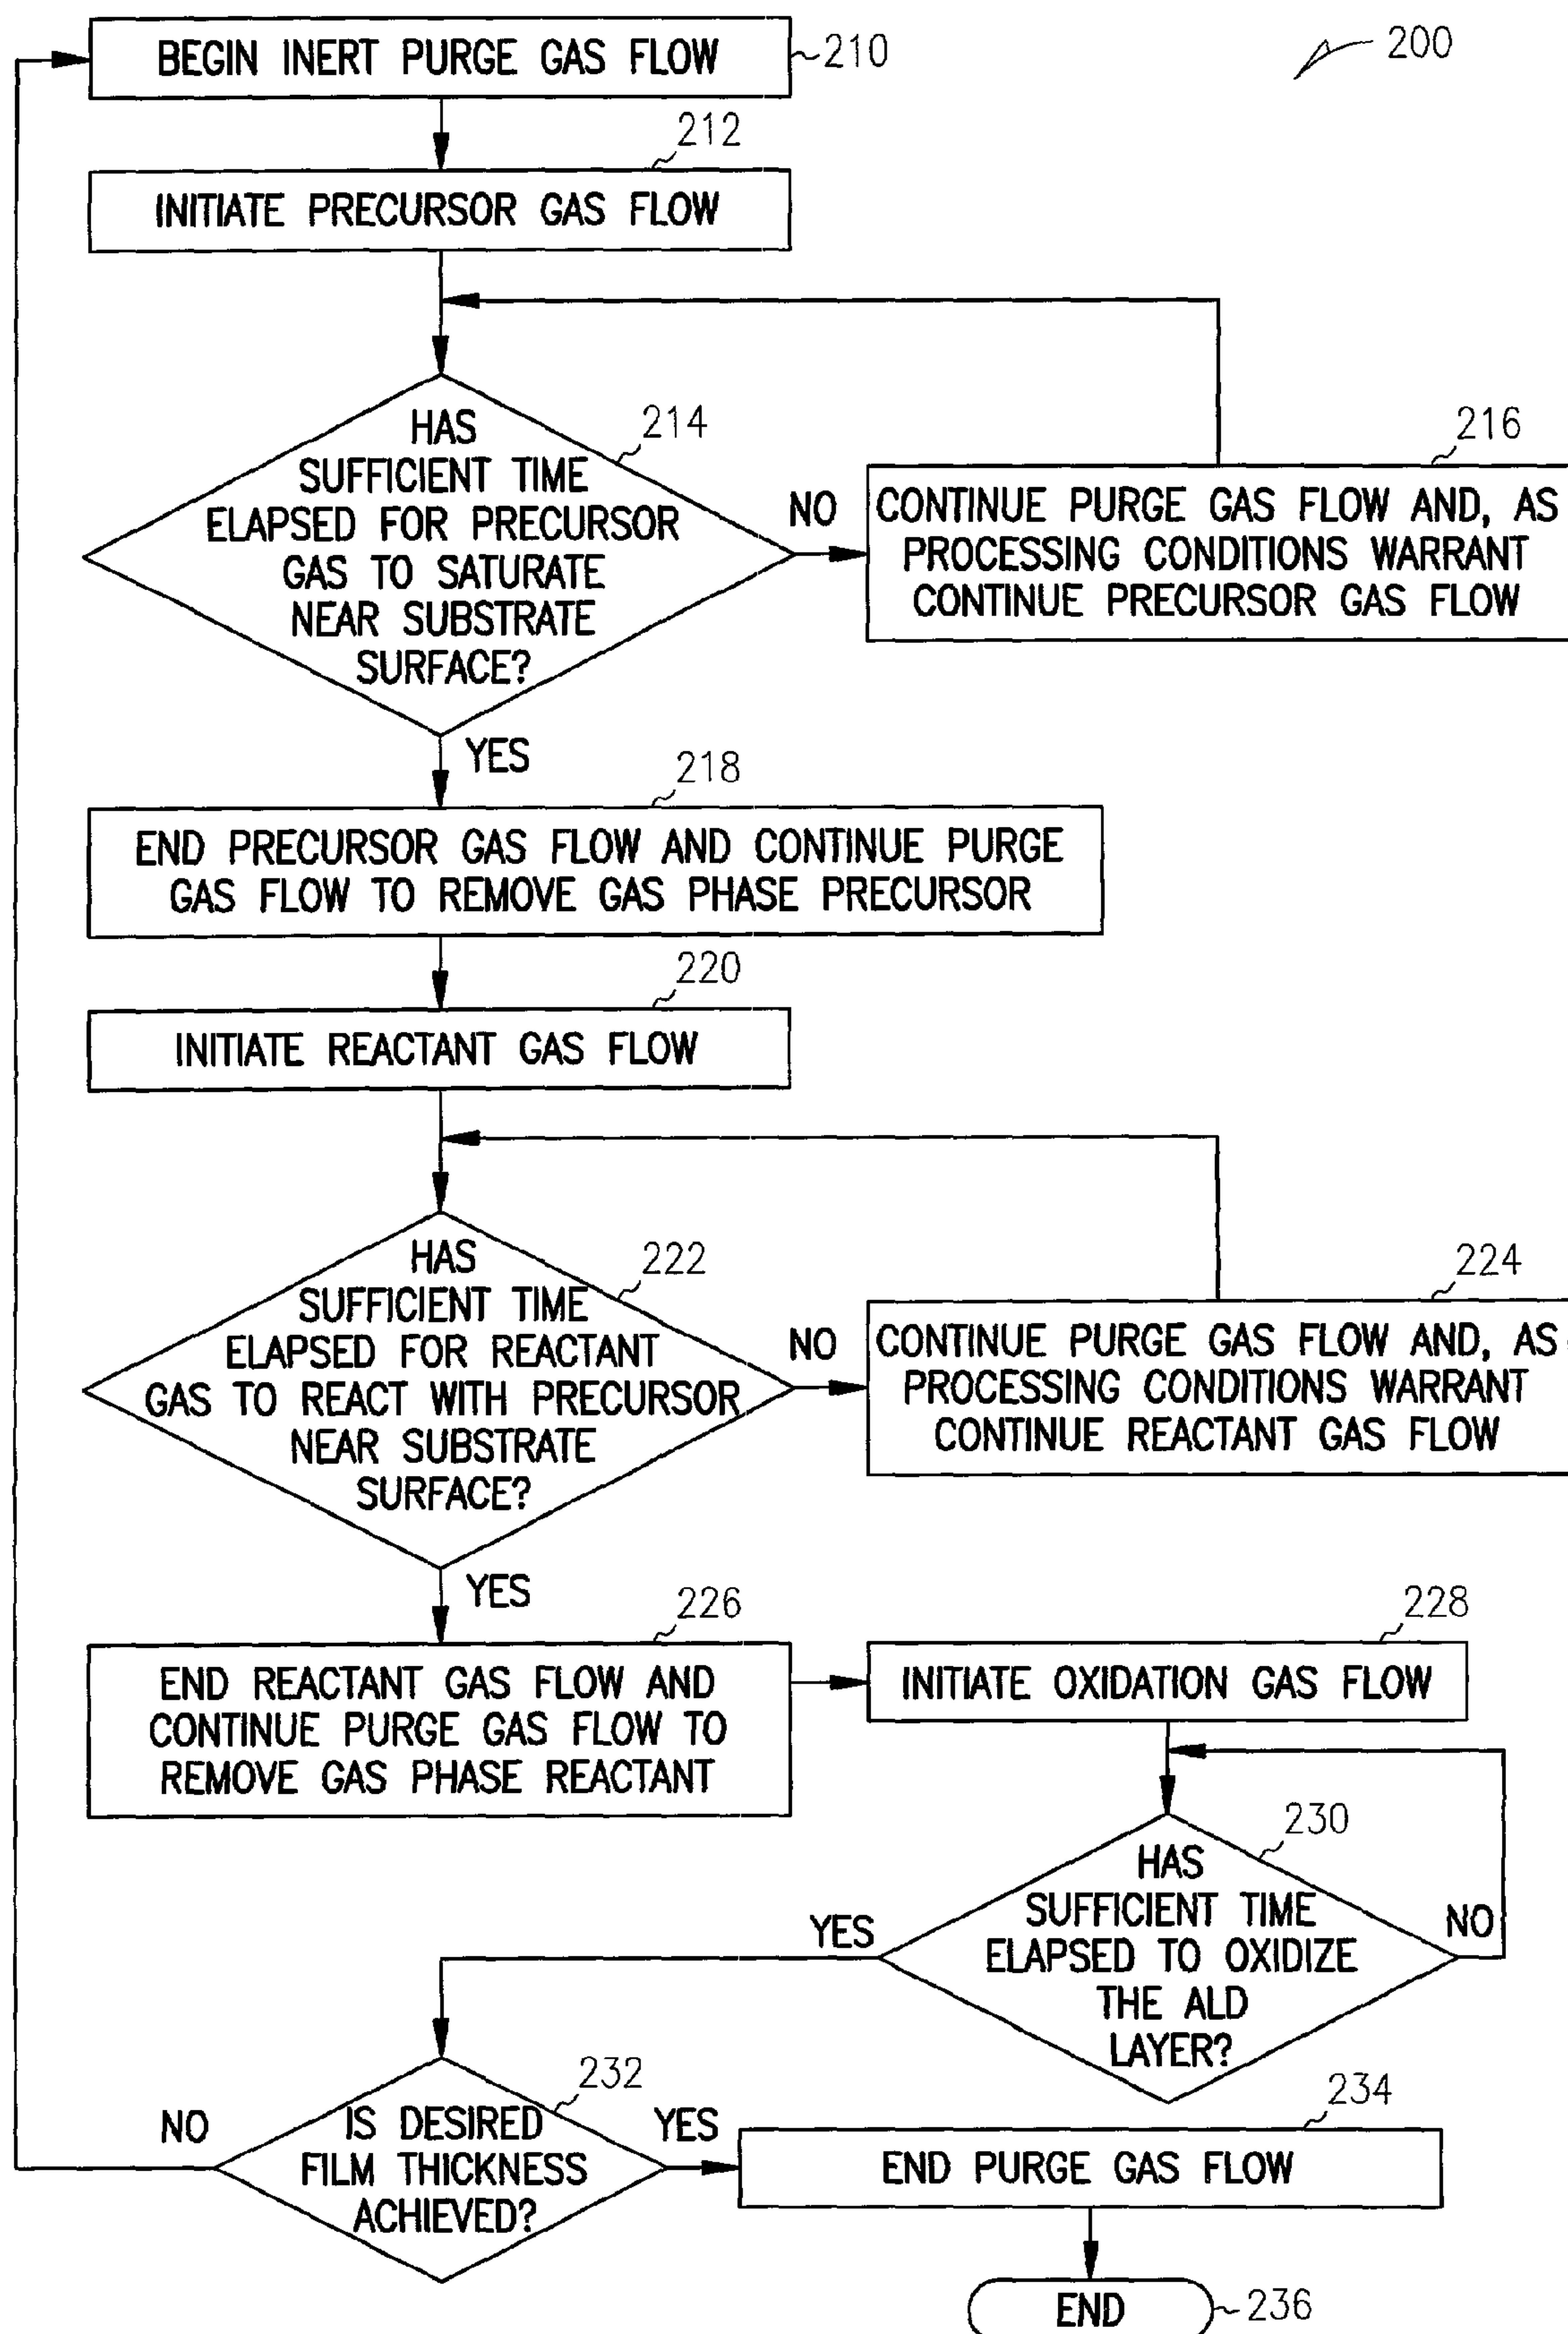 BEGIN INERT PURGE GAS FLOW
210
200
212
INITIATE PRECURSOR GAS FLOW
HAS
SUFFICIENT TIME
ELAPSED FOR PRECURSOR
GAS TO SATURATE
NEAR SUBSTRATE
SURFACE?
214
NO
216
CONTINUE PURGE GAS FLOW AND, AS
PROCESSING CONDITIONS WARRANT
CONTINUE PRECURSOR GAS FLOW
YES
218
END PRECURSOR GAS FLOW AND CONTINUE PURGE
GAS FLOW TO REMOVE GAS PHASE PRECURSOR
220
INITIATE REACTANT GAS FLOW
HAS
SUFFICIENT TIME
ELAPSED FOR REACTANT
GAS TO REACT WITH PRECURSOR
NEAR SUBSTRATE
SURFACE?
222
NO
224
CONTINUE PURGE GAS FLOW AND, AS
PROCESSING CONDITIONS WARRANT
CONTINUE REACTANT GAS FLOW
YES
226
END REACTANT GAS FLOW AND
CONTINUE PURGE GAS FLOW TO
REMOVE GAS PHASE REACTANT
228
INITIATE OXIDATION GAS FLOW
230
HAS
SUFFICIENT TIME
ELAPSED TO OXIDIZE
THE ALD
LAYER?
NO
YES
232
IS DESIRED
FILM THICKNESS
ACHIEVED?
NO
YES
234
END PURGE GAS FLOW
END
236